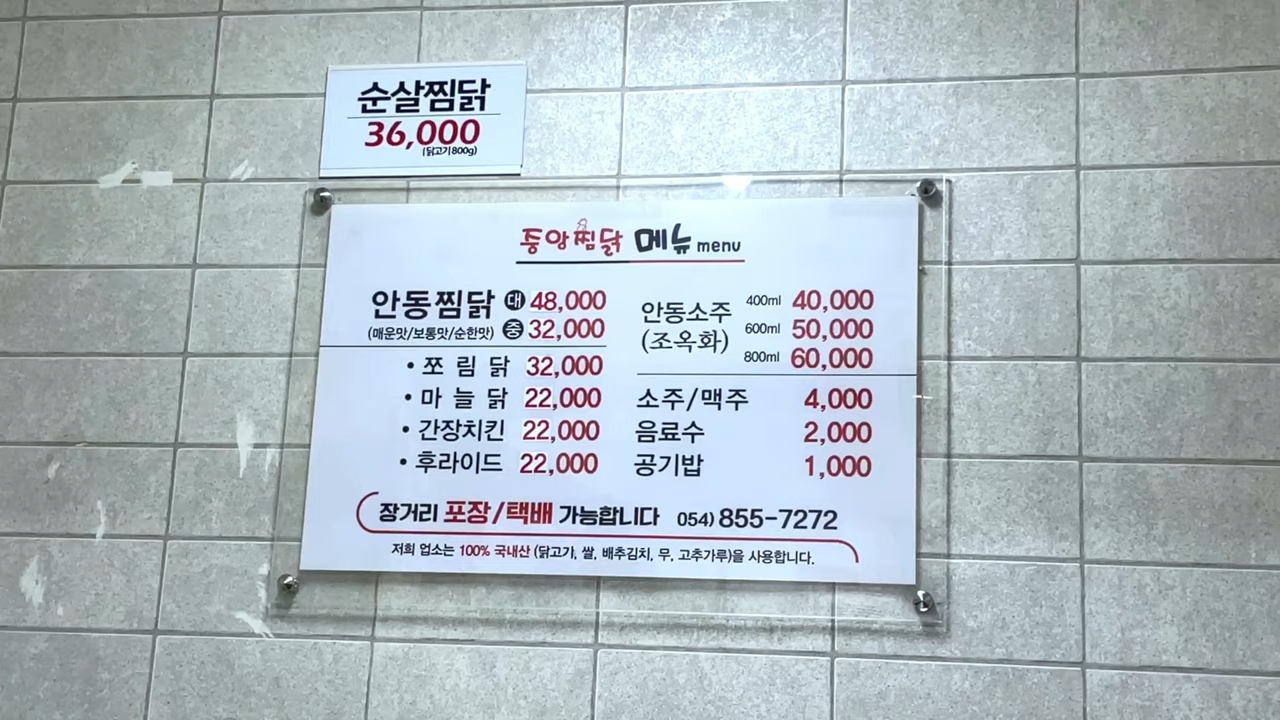 순살찜닭
36,000
(닭고기800g)
중앙찜닭 메뉴 menu
안동찜닭 대 48,000
(매운맛/보통맛/순한맛) 중 32,000
• 쪼림닭 32,000
• 마늘닭 22,000
• 간장치킨 22,000
• 후라이드 22,000
안동소주 400ml 40,000
(조옥화) 600ml 50,000
800ml 60,000
소주/맥주 4,000
음료수 2,000
공기밥 1,000
장거리 포장/택배 가능합니다 054) 855-7272
저희 업소는 100% 국내산 (닭고기, 쌀, 배추김치, 무, 고추가루)을 사용합니다.